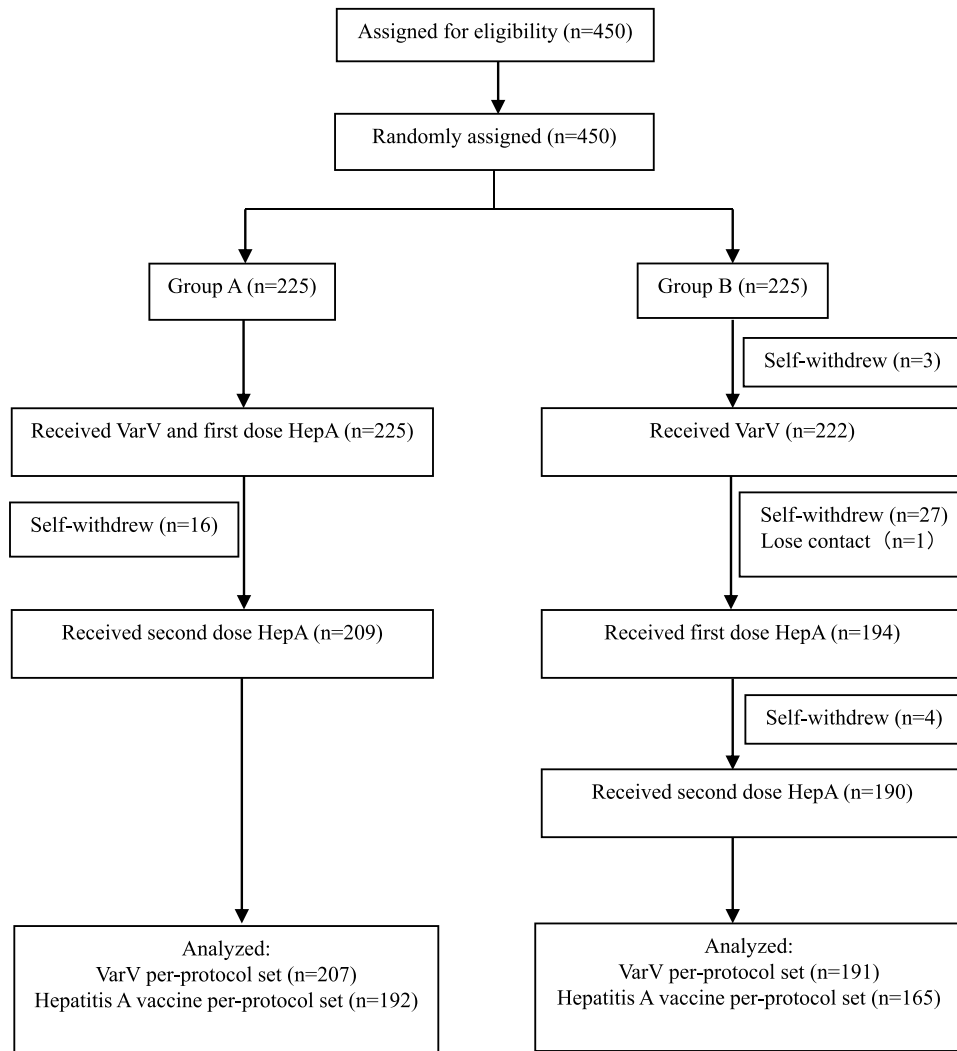 Assigned for eligibility (n=450)
Randomly assigned (n=450)
Group A (n=225)
Group B (n=225)
Self-withdrew (n=3)
Received VarV and first dose HepA (n=225)
Received VarV (n=222)
Self-withdrew (n=16)
Self-withdrew (n=27)
Lose contact（n=1）
Received second dose HepA (n=209)
Received first dose HepA (n=194)
Self-withdrew (n=4)
Received second dose HepA (n=190)
Analyzed:
VarV per-protocol set (n=207)
Hepatitis A vaccine per-protocol set (n=192)
Analyzed:
VarV per-protocol set (n=191)
Hepatitis A vaccine per-protocol set (n=165)